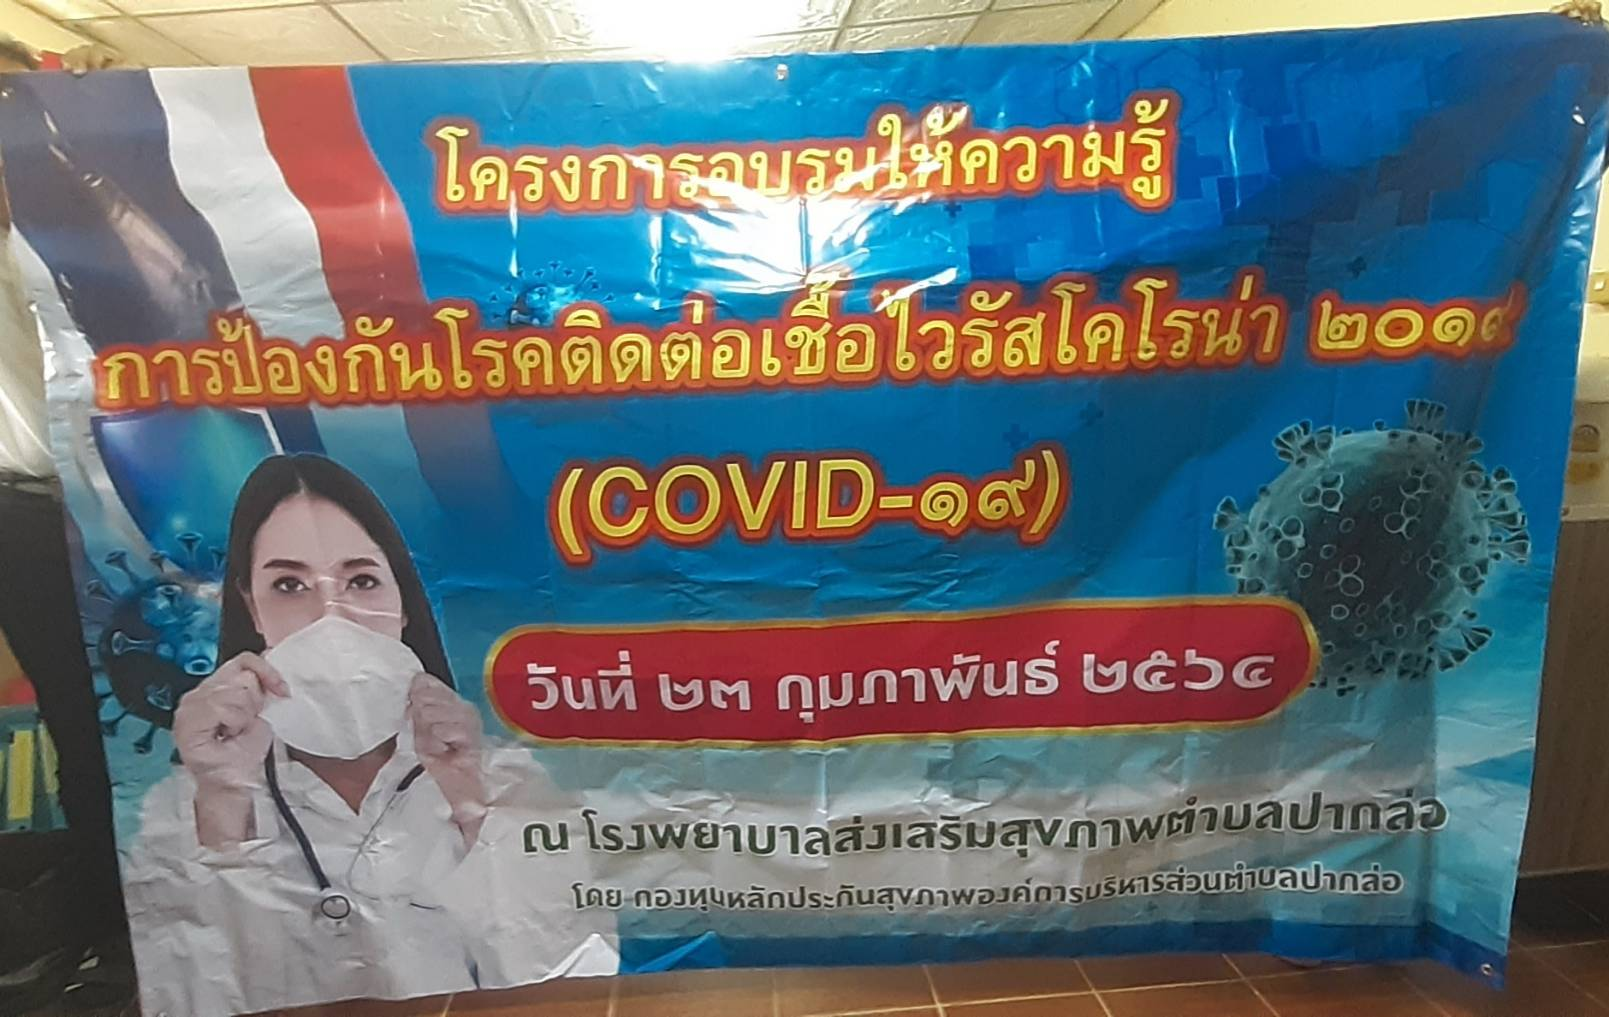 โครงการอบรมให้ความรู้
การป้องกันโรคติดต่อเชื้อไวรัสโคโรน่า ๒๐๑๙
(COVID-๑๙)
วันที่ ๒๓ กุมภาพันธ์ ๒๕๖๔
ณ โรงพยาบาลส่งเสริมสุขภาพตำบลปากล่อ
โดย กองทุนหลักประกันสุขภาพองค์การบริหารส่วนตำบลปากล่อ